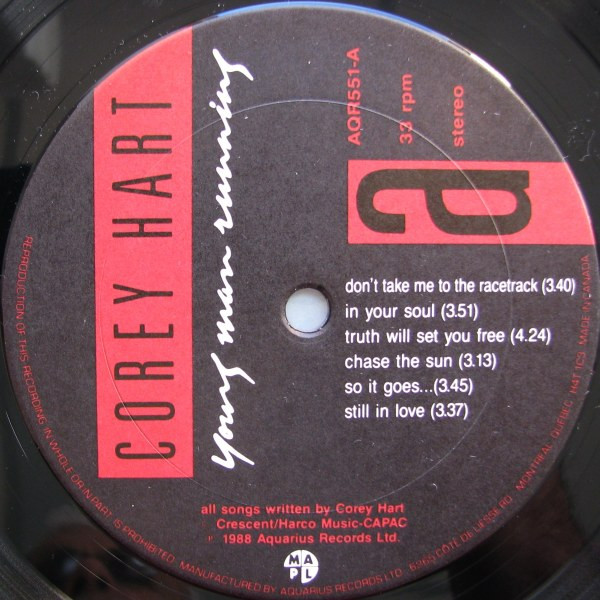 COREY HART
young man running
AQR551-A
33 rpm
stereo
a
don't take me to the racetrack (3.40)
in your soul (3.51)
truth will set you free (4.24)
chase the sun (3.13)
so it goes...(3.45)
still in love (3.37)
all songs written by Corey Hart
Crescent/Harco Music-CAPAC
℗ 1988 Aquarius Records Ltd.
M A
P L
REPRODUCTION OF THIS RECORDING IN WHOLE OR IN PART IS PROHIBITED. MANUFACTURED BY AQUARIUS RECORDS LTD. 6265 CÔTE DE LIESSE RD. MONTREAL, QUEBEC, H4T 1C3. MADE IN CANADA